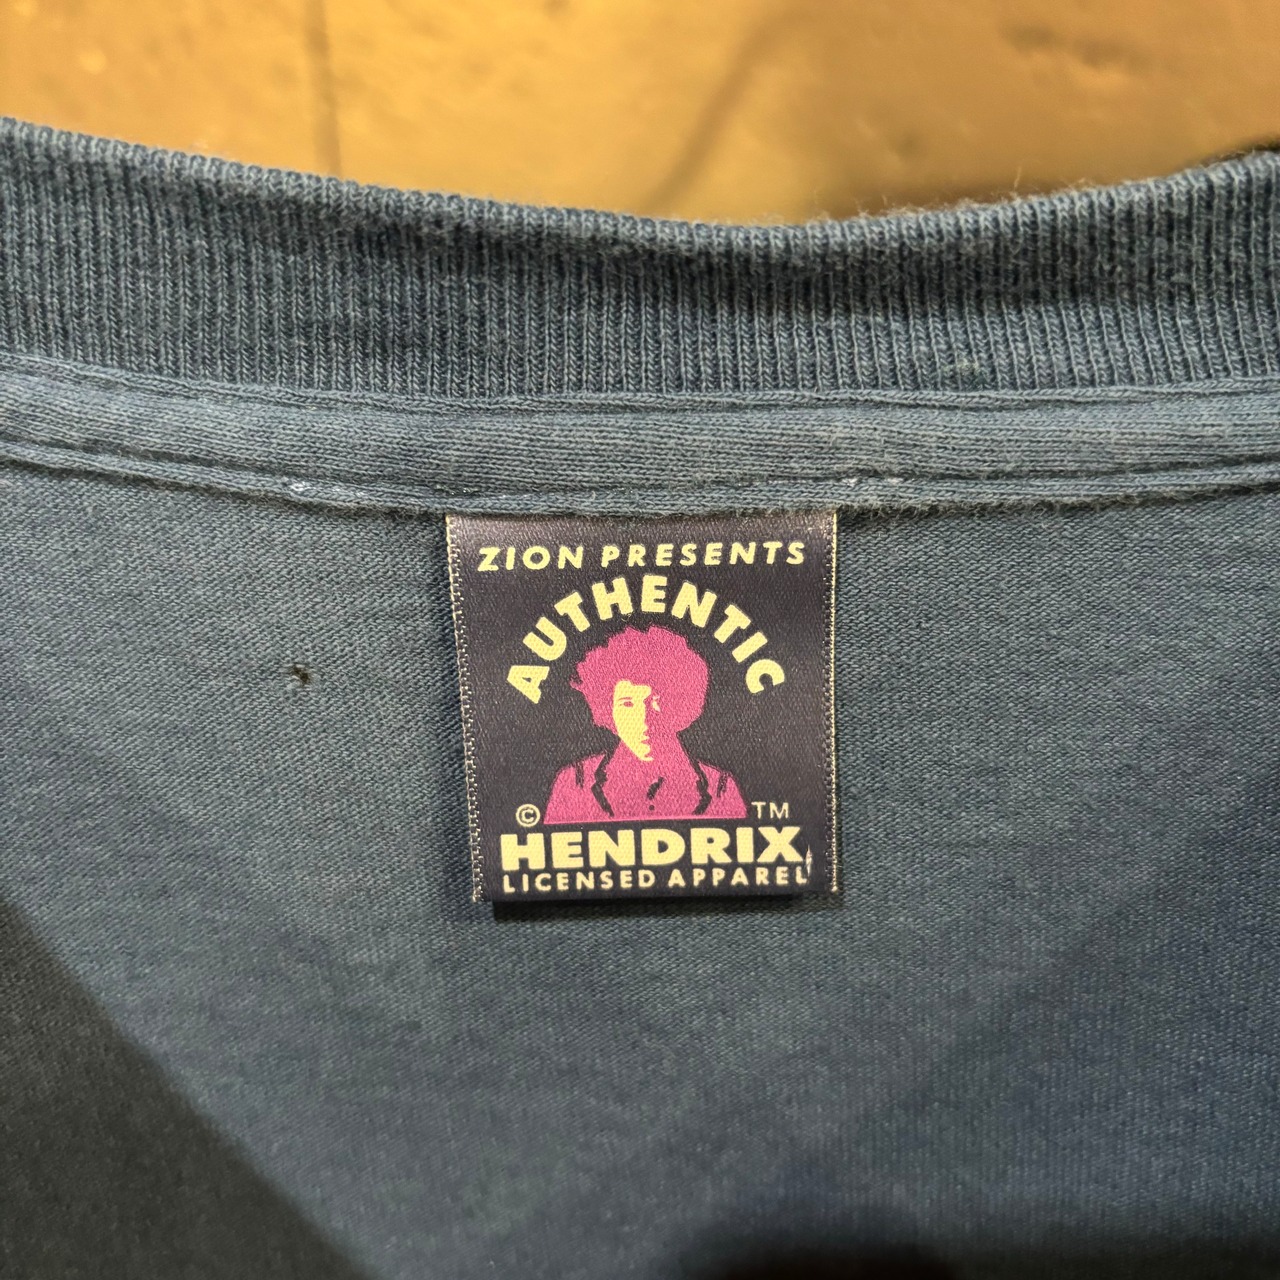 ZION PRESENTS
AUTHENTIC
© TM
HENDRIX
LICENSED APPAREL